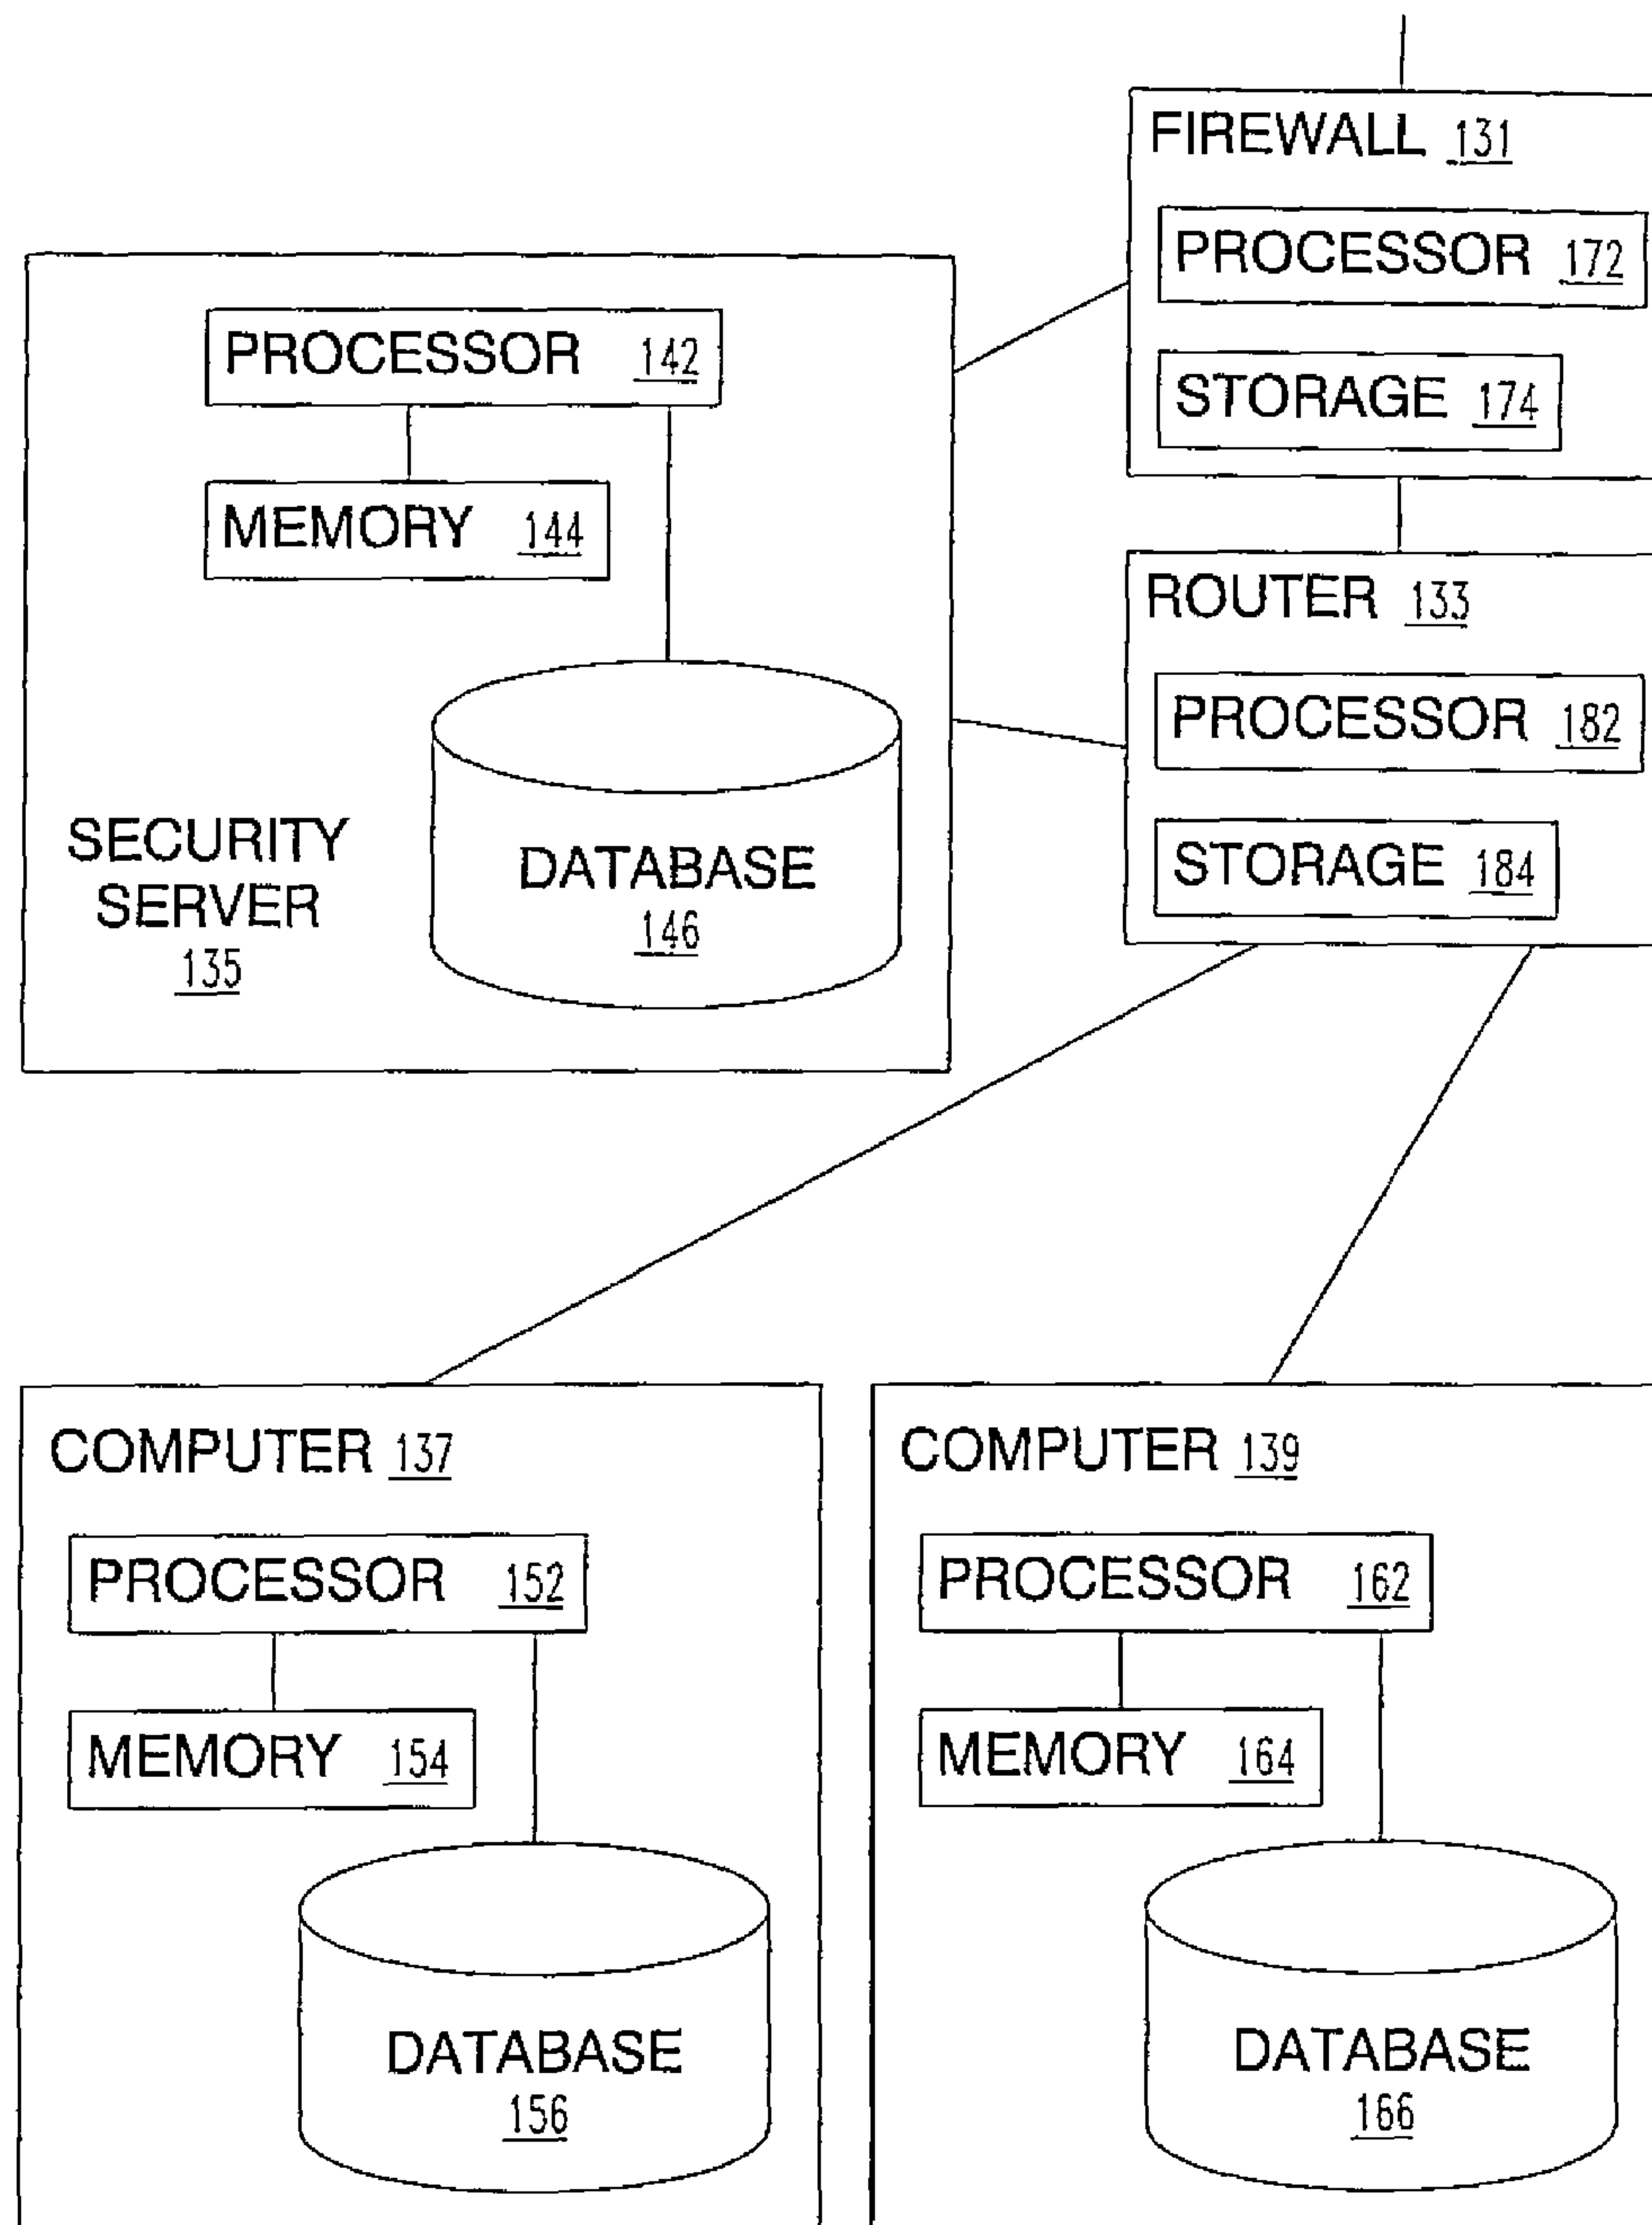 FIREWALL 131
PROCESSOR 172
STORAGE 174
PROCESSOR 142
MEMORY 144
DATABASE
146
SECURITY
SERVER
135
ROUTER 133
PROCESSOR 182
STORAGE 184
COMPUTER 137
PROCESSOR 152
MEMORY 154
DATABASE
156
COMPUTER 139
PROCESSOR 162
MEMORY 164
DATABASE
166